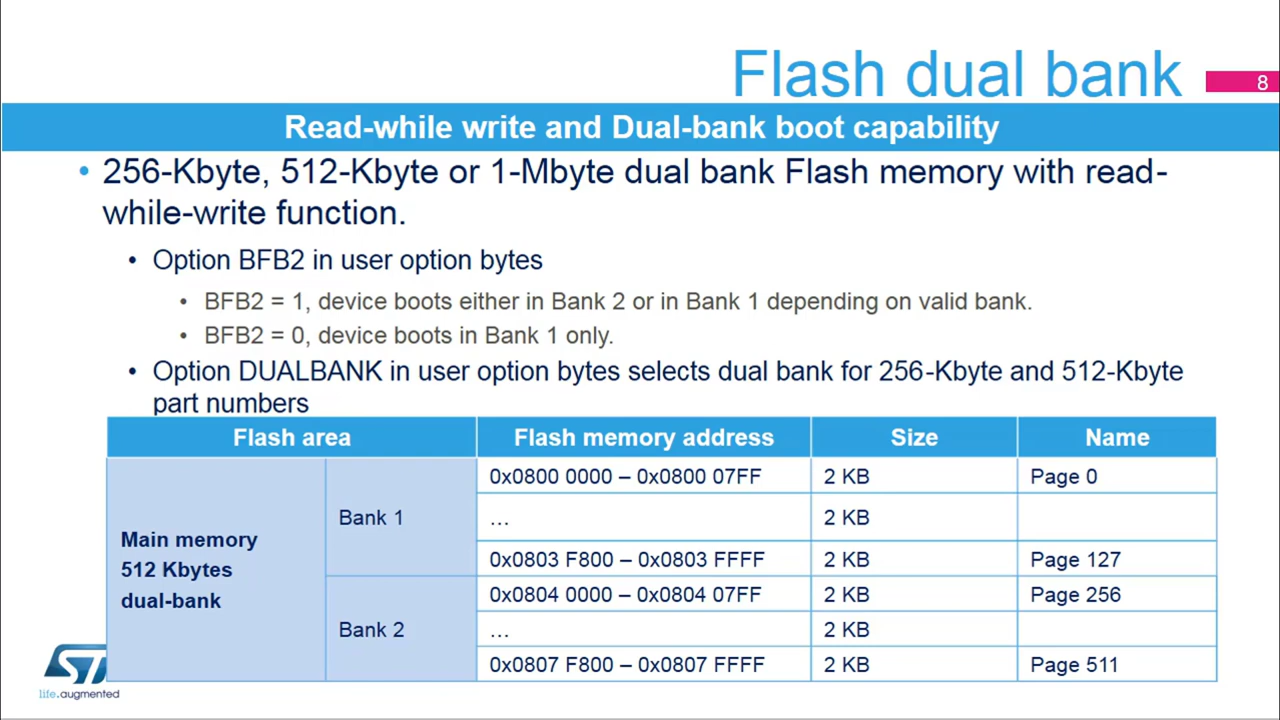 Flash dual bank
8
Read-while write and Dual-bank boot capability
• 256-Kbyte, 512-Kbyte or 1-Mbyte dual bank Flash memory with read-
while-write function.
• Option BFB2 in user option bytes
• BFB2 = 1, device boots either in Bank 2 or in Bank 1 depending on valid bank.
• BFB2 = 0, device boots in Bank 1 only.
• Option DUALBANK in user option bytes selects dual bank for 256-Kbyte and 512-Kbyte
part numbers
Flash area Flash memory address Size Name
Main memory
512 Kbytes
dual-bank
Bank 1
0x0800 0000 – 0x0800 07FF 2 KB Page 0
... 2 KB
0x0803 F800 – 0x0803 FFFF 2 KB Page 127
Bank 2
0x0804 0000 – 0x0804 07FF 2 KB Page 256
... 2 KB
0x0807 F800 – 0x0807 FFFF 2 KB Page 511
ST
life.augmented